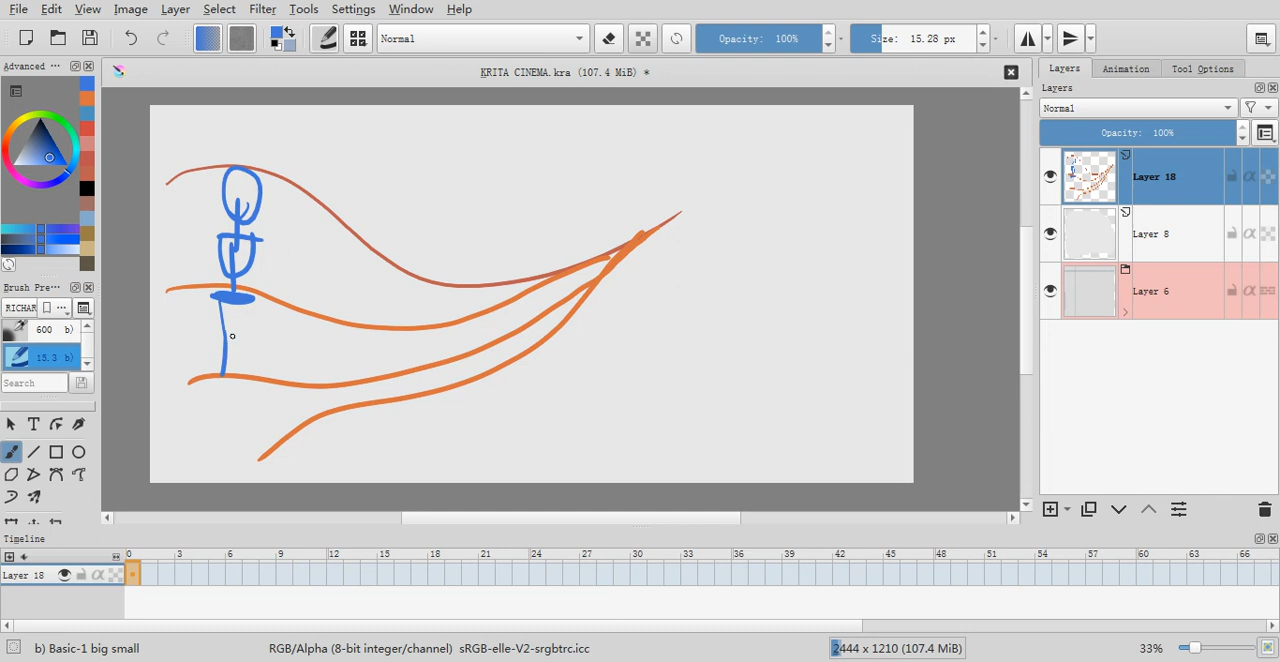 File Edit View Image Layer Select Filter Tools Settings Window Help
Normal
Opacity: 100%
Size: 15.28 px
Advanced ···
KRITA CINEMA.kra (107.4 MiB) *
Layers Animation Tool Options
Layers
Normal
Opacity: 100%
Layer 18
Layer 8
Layer 6
Brush Pre···
RICHAR
600 b)
15.3 b)
Search
Timeline
0 3 6 9 12 15 18 21 24 27 30 33 36 39 42 45 48 51 54 57 60 63 66
Layer 18
b) Basic-1 big small
RGB/Alpha (8-bit integer/channel) sRGB-elle-V2-srgbtrc.icc
2444 x 1210 (107.4 MiB)
33%